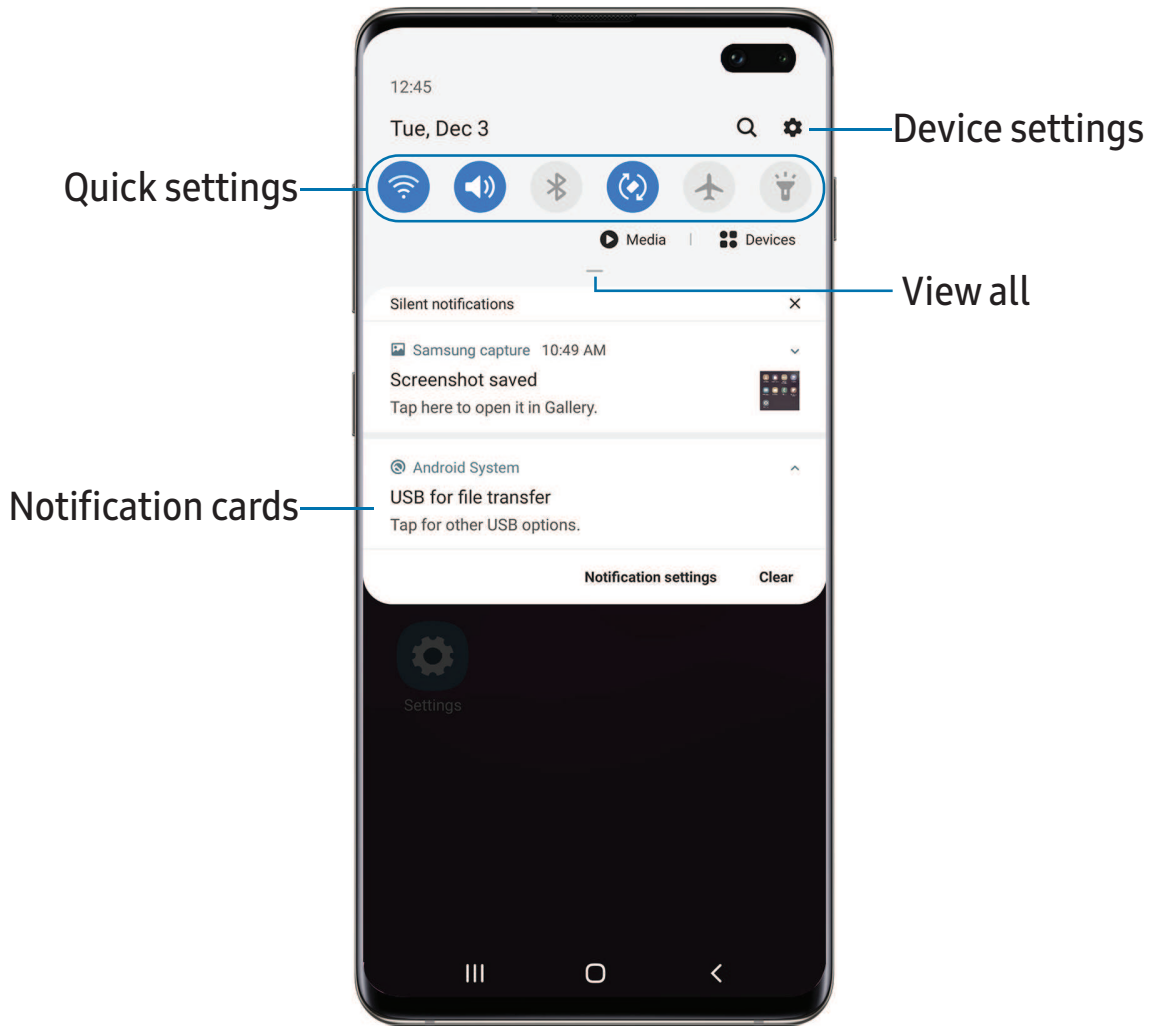 12:45
Tue, Dec 3
Device settings
Quick settings
Media | Devices
View all
Silent notifications
Samsung capture 10:49 AM
Screenshot saved
Tap here to open it in Gallery.
Android System
Notification cards
USB for file transfer
Tap for other USB options.
Notification settings Clear
Settings